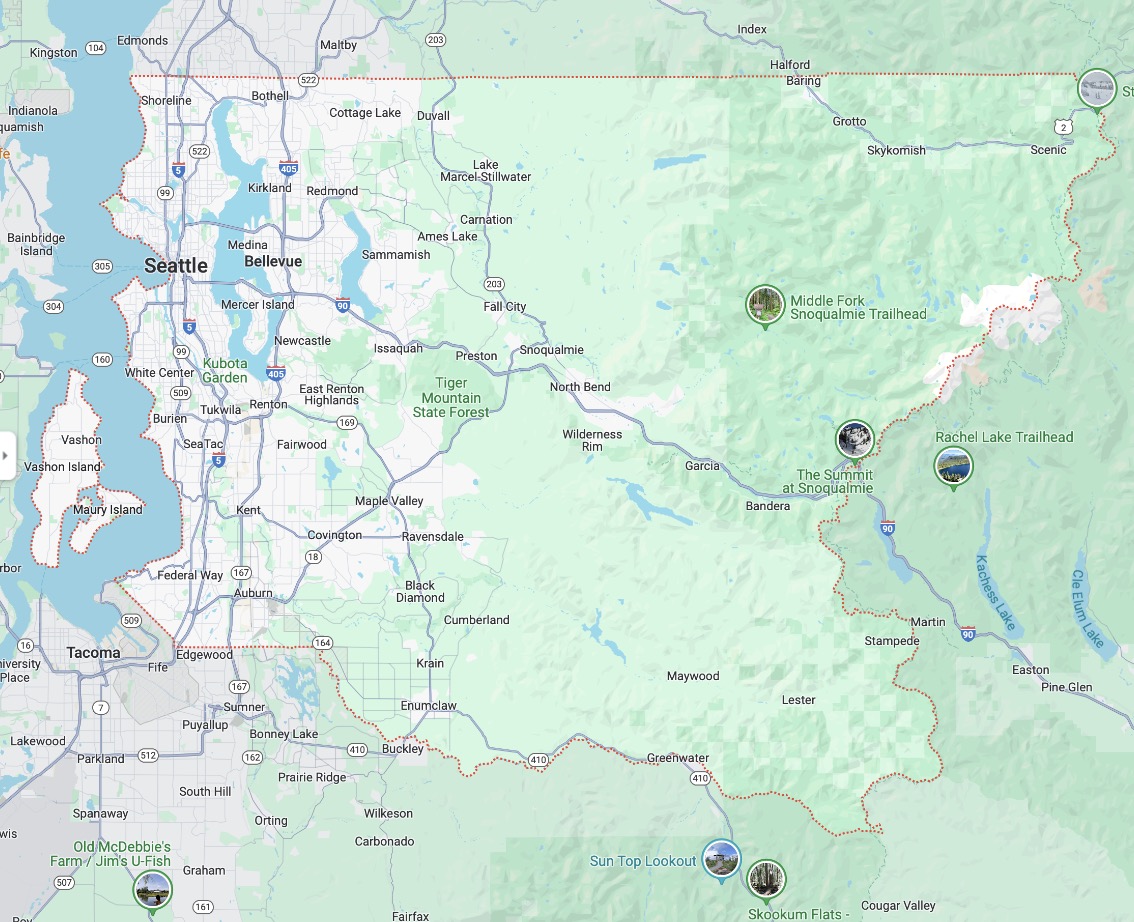 Index
Edmonds
203
Maltby
104
Kingston
Halford
Baring
522
St
Bothell
Shoreline
Cottage Lake
Duvall
Indianola
quamish
Grotto
2
Skykomish
Scenic
522
fe
5
405
Lake
Marcel-Stillwater
Kirkland
Redmond
99
Carnation
Ames Lake
Bainbridge
Island
Medina
Sammamish
Bellevue
Seattle
305
203
304
Mercer Island
90
Fall City
Middle Fork
Snoqualmie Trailhead
5
Newcastle
Issaquah
Snoqualmie
99
Preston
160
Kubota
Garden
White Center
405
North Bend
Tiger
Mountain
State Forest
509
East Renton
Highlands
Tukwila
Renton
Burien
169
Vashon
SeaTac
Fairwood
Wilderness
Rim
Rachel Lake Trailhead
5
Vashon Island
Garcia
The Summit
at Snoqualmie
Maple Valley
Maury Island
Kent
Bandera
90
Covington
Ravensdale
18
rbor
Federal Way
167
Kachess Lake
Cle Elum Lake
Auburn
Black
Diamond
509
Cumberland
Martin
90
Stampede
164
16
Tacoma
Edgewood
niversity
Place
Fife
Krain
Easton
Maywood
167
Pine Glen
Lester
7
Sumner
Enumclaw
Puyallup
Bonney Lake
Lakewood
410
Buckley
512
162
Parkland
410
Greenwater
410
Prairie Ridge
South Hill
Spanaway
Orting
Wilkeson
wis
Carbonado
Old McDebbie's
Farm / Jim's U-Fish
Sun Top Lookout
Graham
507
161
Cougar Valley
Roy
Fairfax
Skookum Flats -